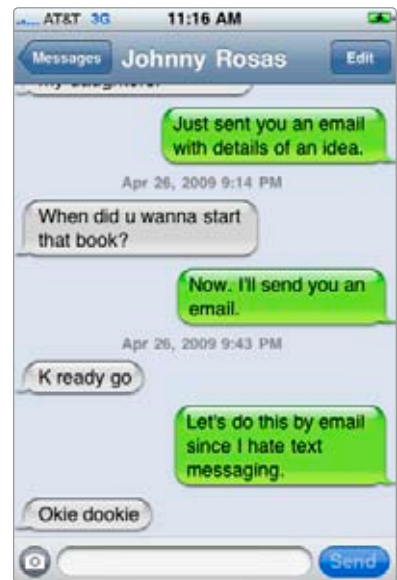 AT&T 3G 11:16 AM
Messages Johnny Rosas Edit
Just sent you an email
with details of an idea.
Apr 26, 2009 9:14 PM
When did u wanna start
that book?
Now. I'll send you an
email.
Apr 26, 2009 9:43 PM
K ready go
Let's do this by email
since I hate text
messaging.
Okie dookie
Send